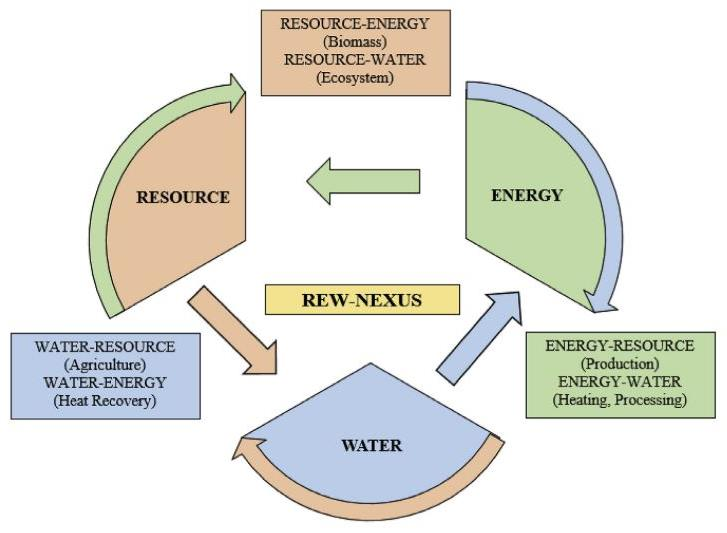 RESOURCE-ENERGY
(Biomass)
RESOURCE-WATER
(Ecosystem)
RESOURCE
ENERGY
REW-NEXUS
WATER-RESOURCE
(Agriculture)
WATER-ENERGY
(Heat Recovery)
ENERGY-RESOURCE
(Production)
ENERGY-WATER
(Heating, Processing)
WATER